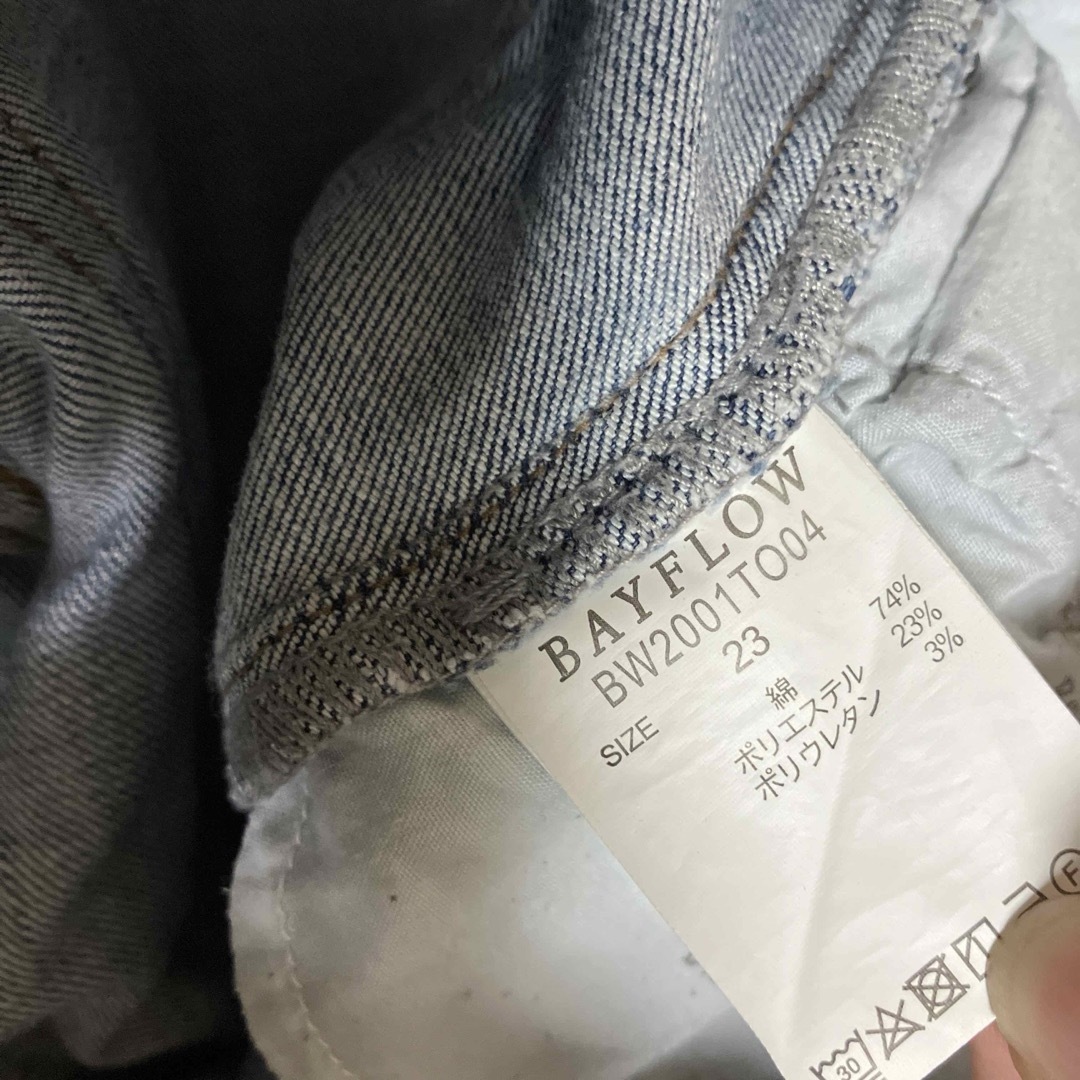 BAYFLOW
BW2001TO04
SIZE 23
綿 74%
ポリエステル 23%
ポリウレタン 3%
30
F